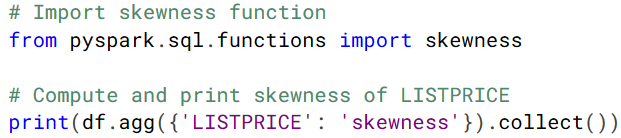 # Import skewness function
from pyspark.sql.functions import skewness

# Compute and print skewness of LISTPRICE
print(df.agg({'LISTPRICE': 'skewness'}).collect())